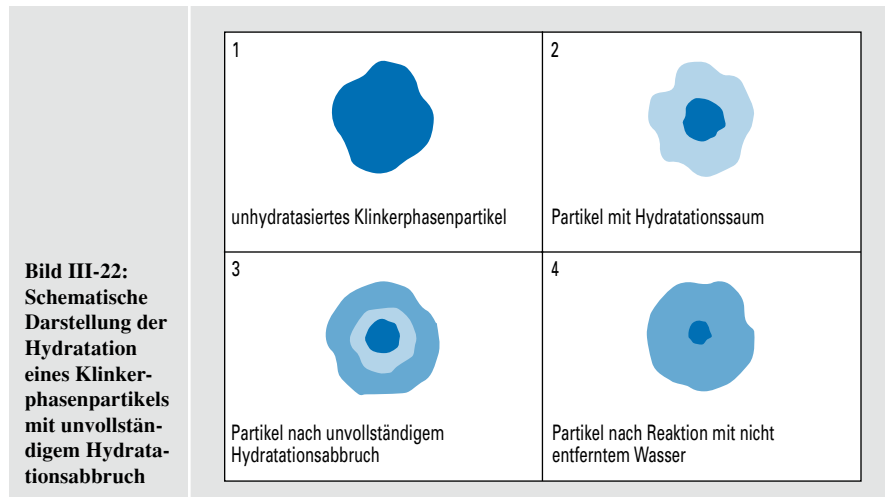 Bild III-22:
Schematische
Darstellung der
Hydratation
eines Klinker-
phasenpartikels
mit unvollstän-
digem Hydrata-
tionsabbruch
1
unhydratasiertes Klinkerphasenpartikel
2
Partikel mit Hydratationssaum
3
Partikel nach unvollständigem
Hydratationsabbruch
4
Partikel nach Reaktion mit nicht
entferntem Wasser